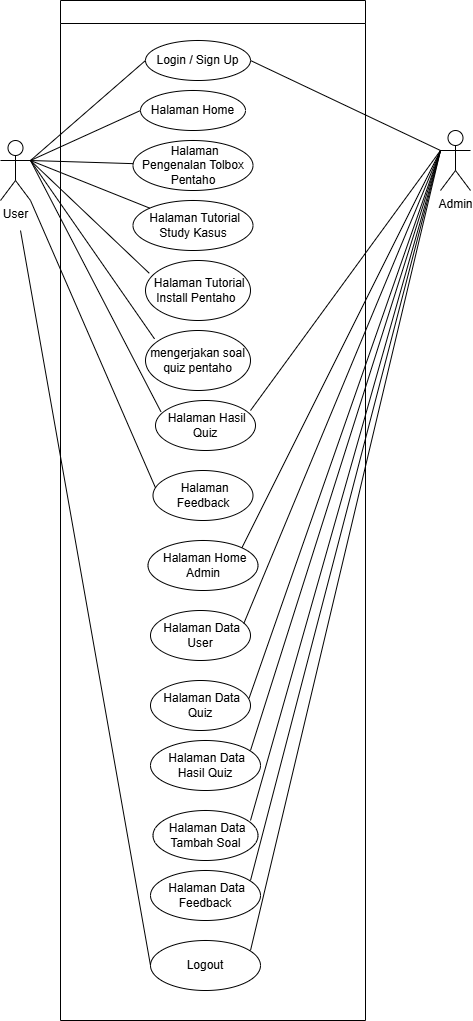 Login / Sign Up
Halaman Home
Halaman
Pengenalan Tolbox
Pentaho
User
Admin
Halaman Tutorial
Study Kasus
Halaman Tutorial
Install Pentaho
mengerjakan soal
quiz pentaho
Halaman Hasil
Quiz
Halaman
Feedback
Halaman Home
Admin
Halaman Data
User
Halaman Data
Quiz
Halaman Data
Hasil Quiz
Halaman Data
Tambah Soal
Halaman Data
Feedback
Logout